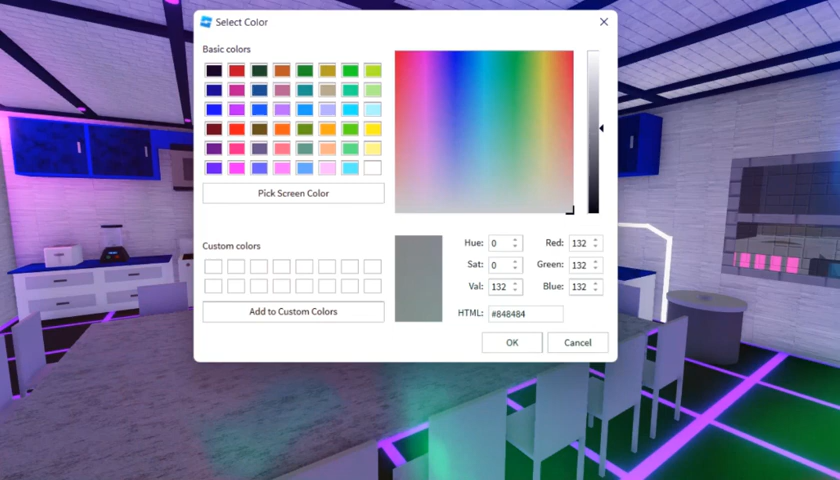 Select Color
Basic colors
Pick Screen Color
Custom colors
Add to Custom Colors
Hue: 0 Red: 132
Sat: 0 Green: 132
Val: 132 Blue: 132
HTML: #848484
OK Cancel